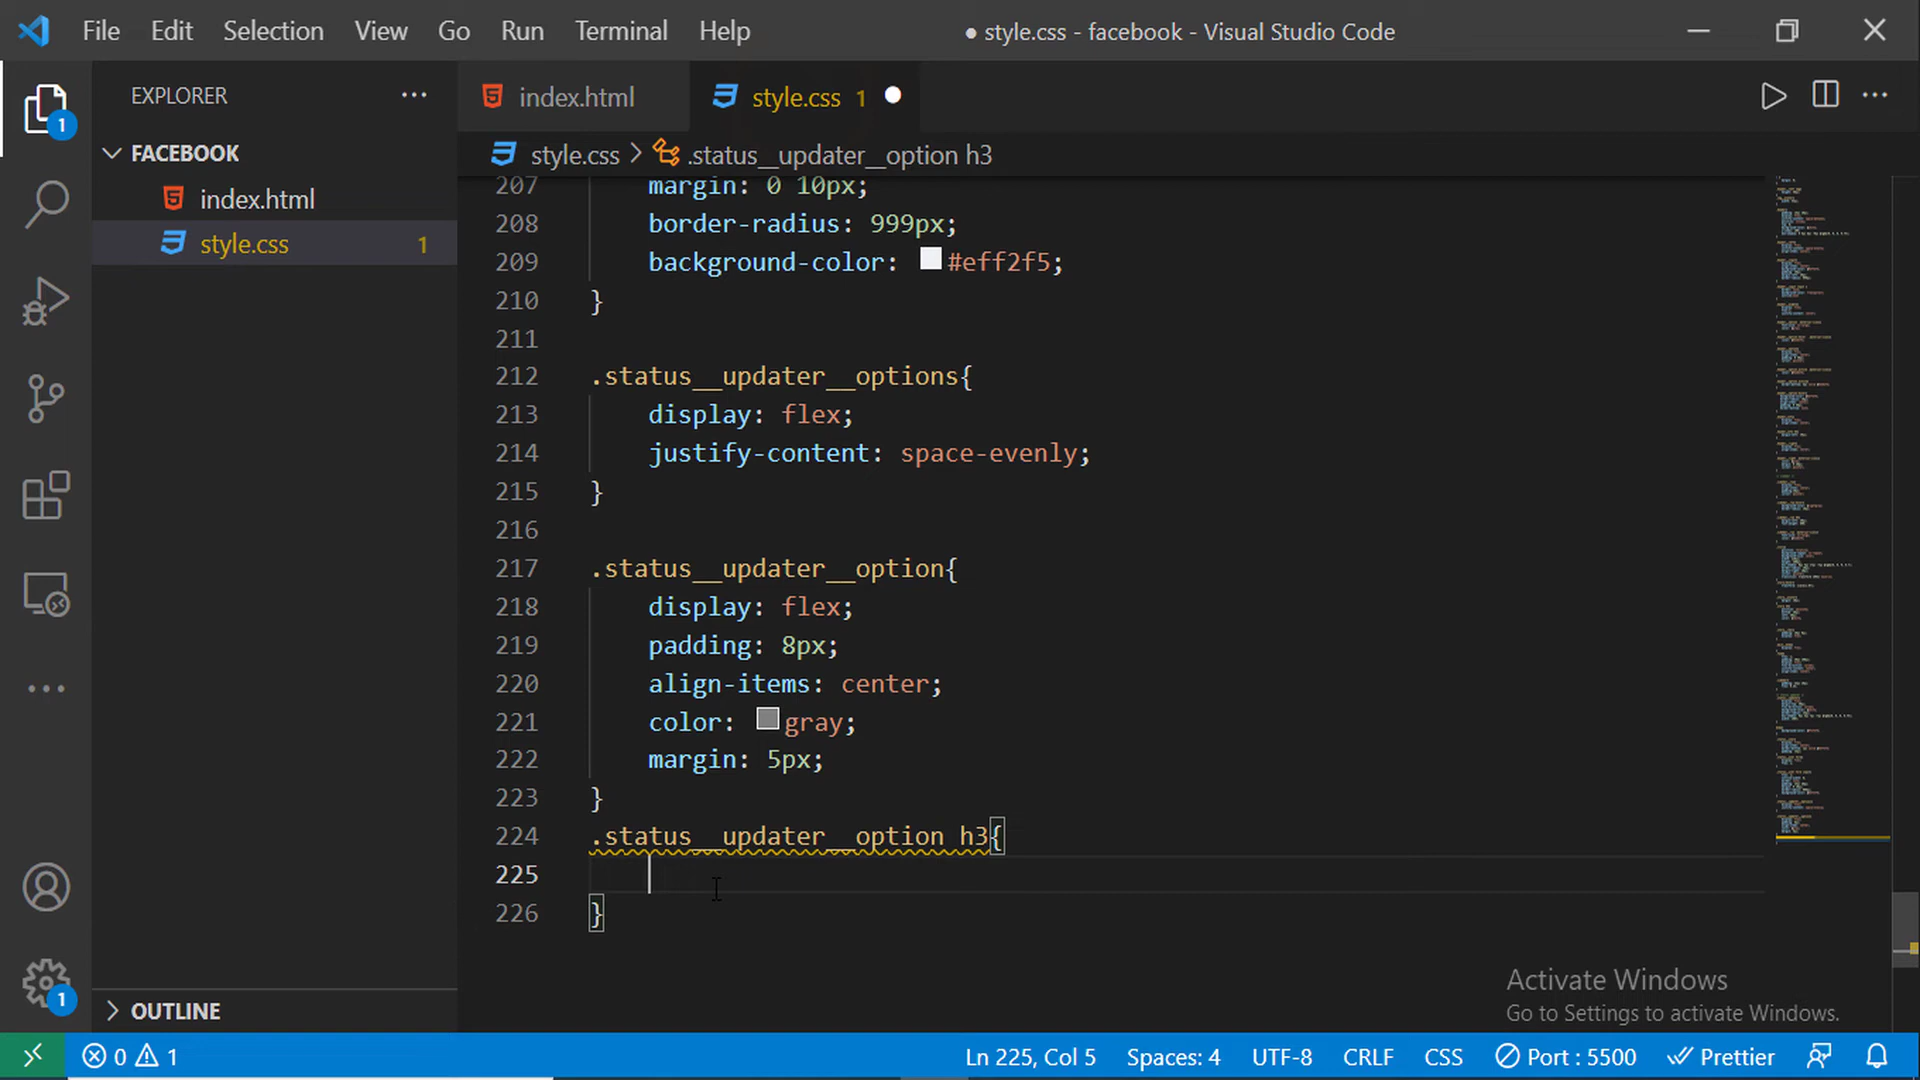 File Edit Selection View Go Run Terminal Help ● style.css - facebook - Visual Studio Code
EXPLORER ···
index.html
style.css 1
FACEBOOK
index.html
style.css 1
style.css > .status__updater__option h3
207 margin: 0 10px;
208 border-radius: 999px;
209 background-color: #eff2f5;
210 }
211
212 .status__updater__options{
213 display: flex;
214 justify-content: space-evenly;
215 }
216
217 .status__updater__option{
218 display: flex;
219 padding: 8px;
220 align-items: center;
221 color: gray;
222 margin: 5px;
223 }
224 .status__updater__option h3{
225
226 }
1
1
OUTLINE
Activate Windows
Go to Settings to activate Windows.
0 1 Ln 225, Col 5 Spaces: 4 UTF-8 CRLF CSS Port : 5500 Prettier